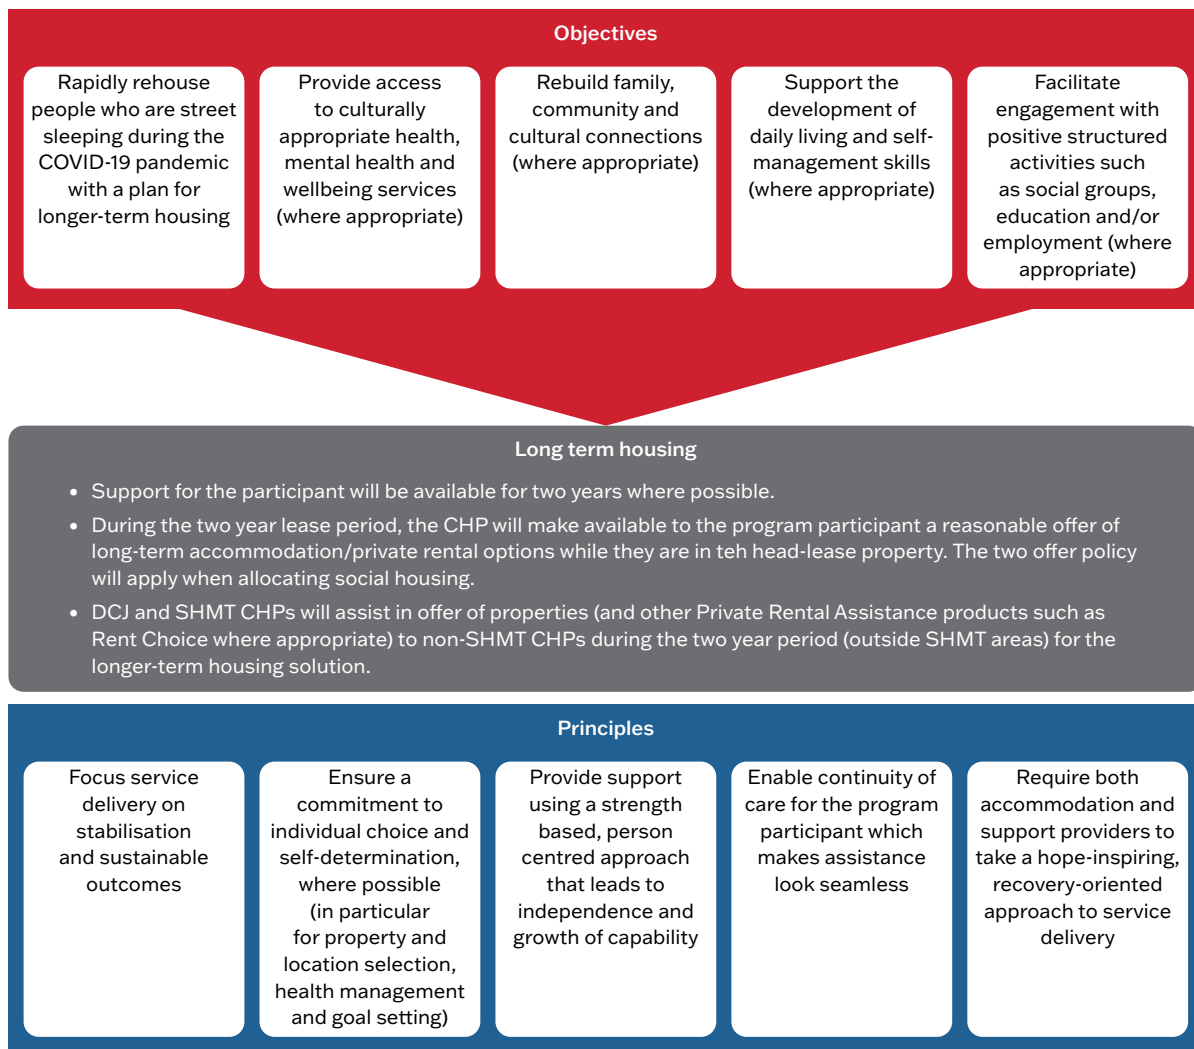 Objectives
Rapidly rehouse
people who are street
sleeping during the
COVID-19 pandemic
with a plan for
longer-term housing
Provide access
to culturally
appropriate health,
mental health and
wellbeing services
(where appropriate)
Rebuild family,
community and
cultural connections
(where appropriate)
Support the
development of
daily living and self-
management skills
(where appropriate)
Facilitate
engagement with
positive structured
activities such
as social groups,
education and/or
employment (where
appropriate)
Long term housing
• Support for the participant will be available for two years where possible.
• During the two year lease period, the CHP will make available to the program participant a reasonable offer of
long-term accommodation/private rental options while they are in teh head-lease property. The two offer policy
will apply when allocating social housing.
• DCJ and SHMT CHPs will assist in offer of properties (and other Private Rental Assistance products such as
Rent Choice where appropriate) to non-SHMT CHPs during the two year period (outside SHMT areas) for the
longer-term housing solution.
Principles
Focus service
delivery on
stabilisation
and sustainable
outcomes
Ensure a
commitment to
individual choice and
self-determination,
where possible
(in particular
for property and
location selection,
health management
and goal setting)
Provide support
using a strength
based, person
centred approach
that leads to
independence and
growth of capability
Enable continuity of
care for the program
participant which
makes assistance
look seamless
Require both
accommodation and
support providers to
take a hope-inspiring,
recovery-oriented
approach to service
delivery